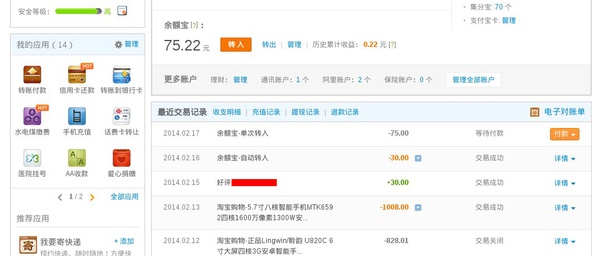 安全等级： 高
集分宝: 70 个
支付宝卡: 管理
余额宝 [?]：
75.22 元 转入 转出 | 管理 | 历史累计收益：0.22 元 [?]
更多账户 理财： 管理 通讯账户：1 个 阿里账户：2 个 保险账户：0 个 管理全部账户
我的应用（14） 管理
HOT
转账付款 信用卡还款 转账到银行卡
HOT
水电煤缴费 手机充值 话费卡转让
医院挂号 AA收款 爱心捐赠
1 / 2 全部应用
推荐应用
寄 我要寄快递 +添加
预约快递，随时随地！方便快
最近交易记录 收支明细 | 充值记录 | 提现记录 | 退款记录 电子对账单
2014.02.17 余额宝-单次转入 -75.00 等待付款 付款
2014.02.16 余额宝-自动转入 -30.00 交易成功 详情
2014.02.15 好评 +30.00 交易成功 详情
2014.02.13 淘宝购物-5.7寸八核智能手机MTK659
2四核1600万像素1300W安... -1008.00 交易成功 详情
2014.02.12 淘宝购物-正品Lingwin/聆韵 U820C 6
寸大屏四核3G安卓智能手... -828.01 交易关闭 详情